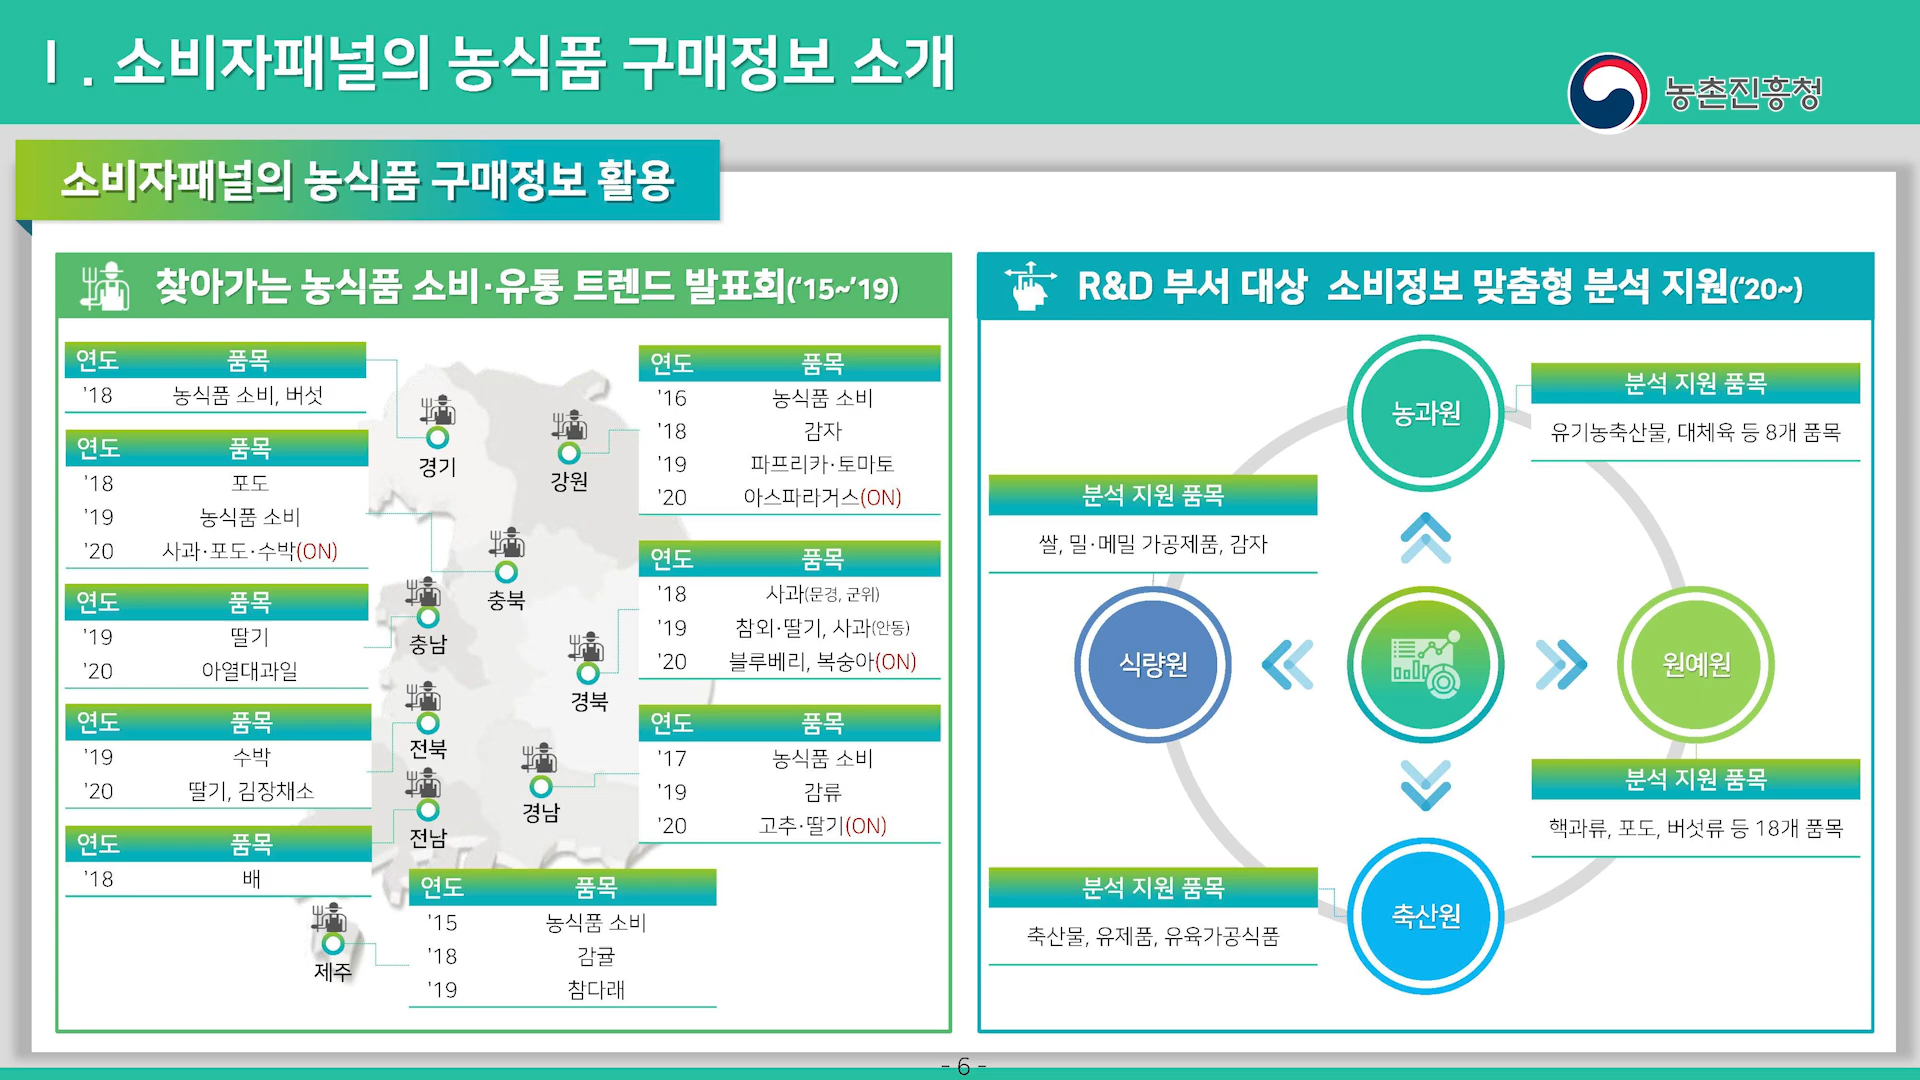 Ⅰ. 소비자패널의 농식품 구매정보 소개
농촌진흥청
소비자패널의 농식품 구매정보 활용
찾아가는 농식품 소비·유통 트렌드 발표회('15~'19)
연도 품목
'18 농식품 소비, 버섯
연도 품목
'18 포도
'19 농식품 소비
'20 사과·포도·수박(ON)
연도 품목
'19 딸기
'20 아열대과일
연도 품목
'19 수박
'20 딸기, 김장채소
연도 품목
'18 배
경기
강원
충북
충남
경북
전북
경남
전남
제주
연도 품목
'16 농식품 소비
'18 감자
'19 파프리카·토마토
'20 아스파라거스(ON)
연도 품목
'18 사과(문경, 군위)
'19 참외·딸기, 사과(안동)
'20 블루베리, 복숭아(ON)
연도 품목
'17 농식품 소비
'19 감류
'20 고추·딸기(ON)
연도 품목
'15 농식품 소비
'18 감귤
'19 참다래
R&D 부서 대상 소비정보 맞춤형 분석 지원('20~)
농과원
분석 지원 품목
유기농축산물, 대체육 등 8개 품목
분석 지원 품목
쌀, 밀·메밀 가공제품, 감자
식량원
원예원
분석 지원 품목
핵과류, 포도, 버섯류 등 18개 품목
분석 지원 품목
축산물, 유제품, 유육가공식품
축산원
- 6 -